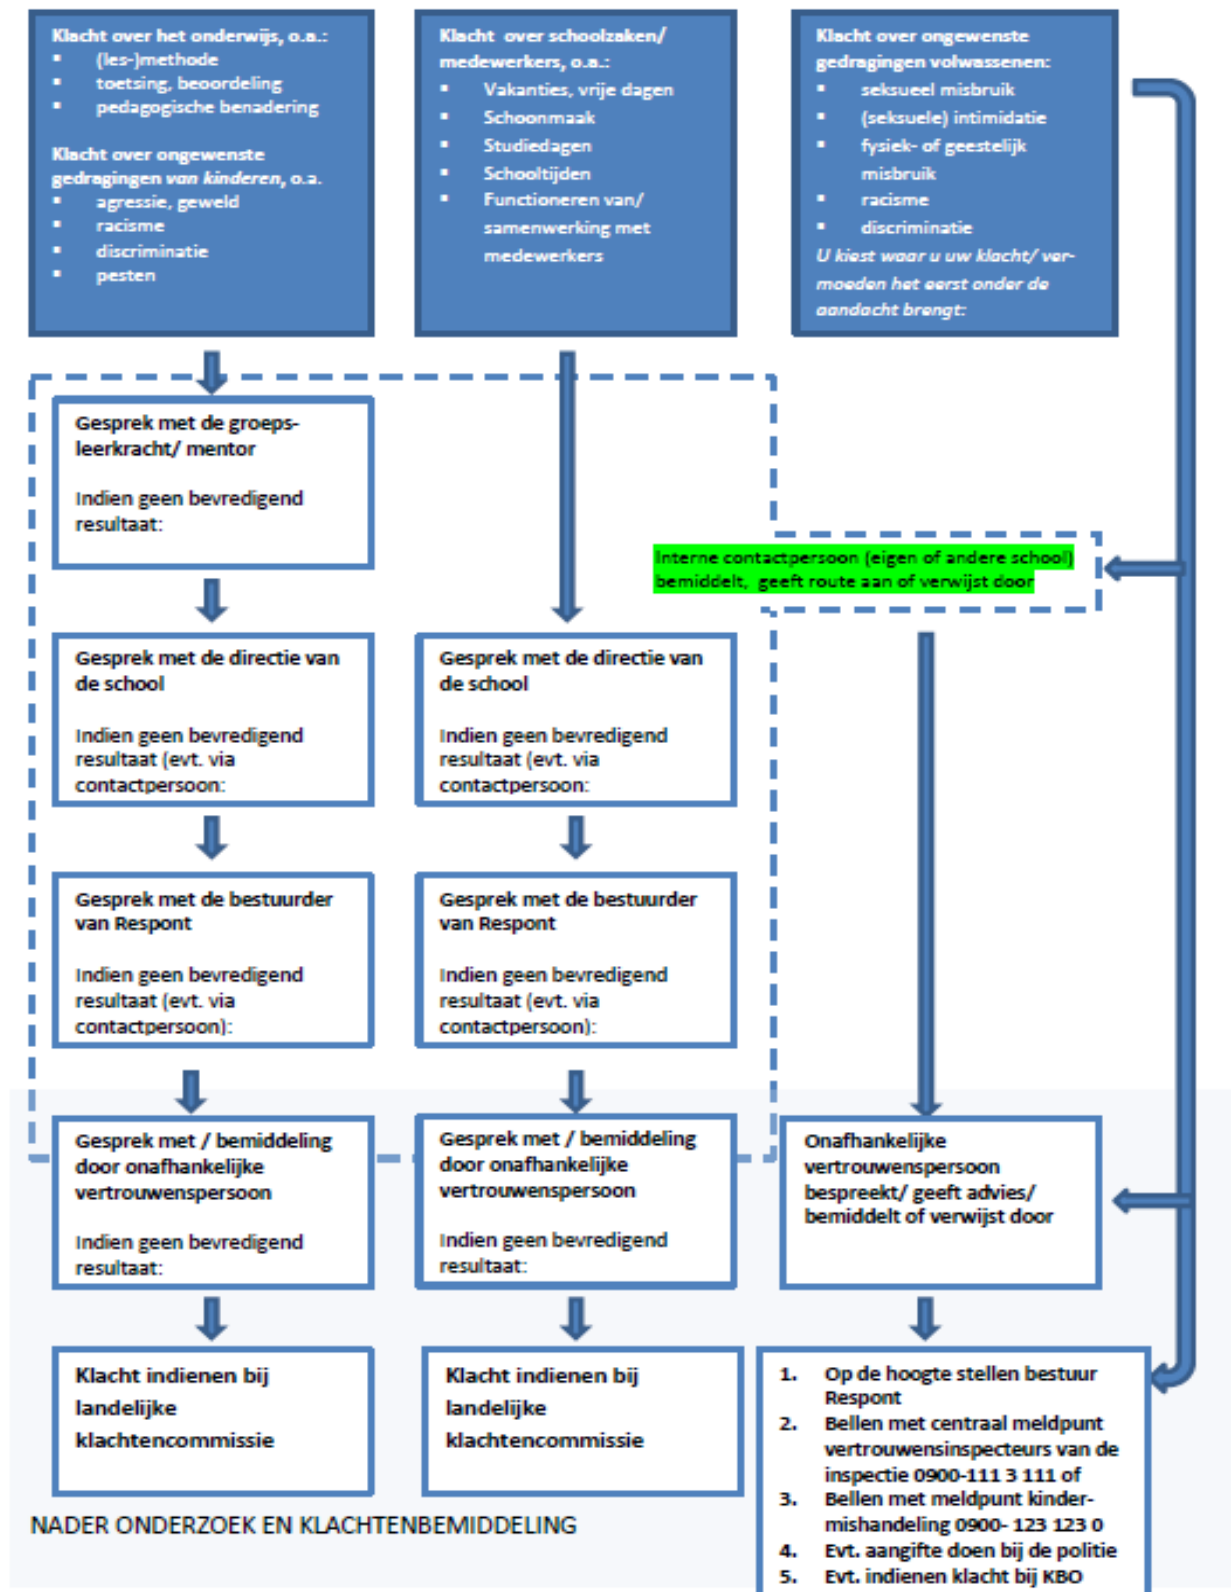 Klacht over het onderwijs, o.a.:
▪ (les-)methode
▪ toetsing, beoordeling
▪ pedagogische benadering
Klacht over ongewenste
gedragingen van kinderen, o.a.
▪ agressie, geweld
▪ racisme
▪ discriminatie
▪ pesten
Klacht over schoolzaken/
medewerkers, o.a.:
▪ Vakanties, vrije dagen
▪ Schoonmaak
▪ Studiedagen
▪ Schooltijden
▪ Functioneren van/
samenwerking met
medewerkers
Klacht over ongewenste
gedragingen volwassenen:
▪ seksueel misbruik
▪ (seksuele) intimidatie
▪ fysiek- of geestelijk
misbruik
▪ racisme
▪ discriminatie
U kiest waar u uw klacht/ ver-
moeden het eerst onder de
aandacht brengt:
Gesprek met de groeps-
leerkracht/ mentor
Indien geen bevredigend
resultaat:
Interne contactpersoon (eigen of andere school)
bemiddelt, geeft route aan of verwijst door
Gesprek met de directie van
de school
Indien geen bevredigend
resultaat (evt. via
contactpersoon:
Gesprek met de directie van
de school
Indien geen bevredigend
resultaat (evt. via
contactpersoon:
Gesprek met de bestuurder
van Respont
Indien geen bevredigend
resultaat (evt. via
contactpersoon):
Gesprek met de bestuurder
van Respont
Indien geen bevredigend
resultaat (evt. via
contactpersoon):
Gesprek met / bemiddeling
door onafhankelijke
vertrouwenspersoon
Indien geen bevredigend
resultaat:
Gesprek met / bemiddeling
door onafhankelijke
vertrouwenspersoon
Indien geen bevredigend
resultaat:
Onafhankelijke
vertrouwenspersoon
bespreekt/ geeft advies/
bemiddelt of verwijst door
Klacht indienen bij
landelijke
klachtencommissie
Klacht indienen bij
landelijke
klachtencommissie
1. Op de hoogte stellen bestuur
Respont
2. Bellen met centraal meldpunt
vertrouwensinspecteurs van de
inspectie 0900-111 3 111 of
3. Bellen met meldpunt kinder-
mishandeling 0900- 123 123 0
4. Evt. aangifte doen bij de politie
5. Evt. indienen klacht bij KBO
NADER ONDERZOEK EN KLACHTENBEMIDDELING